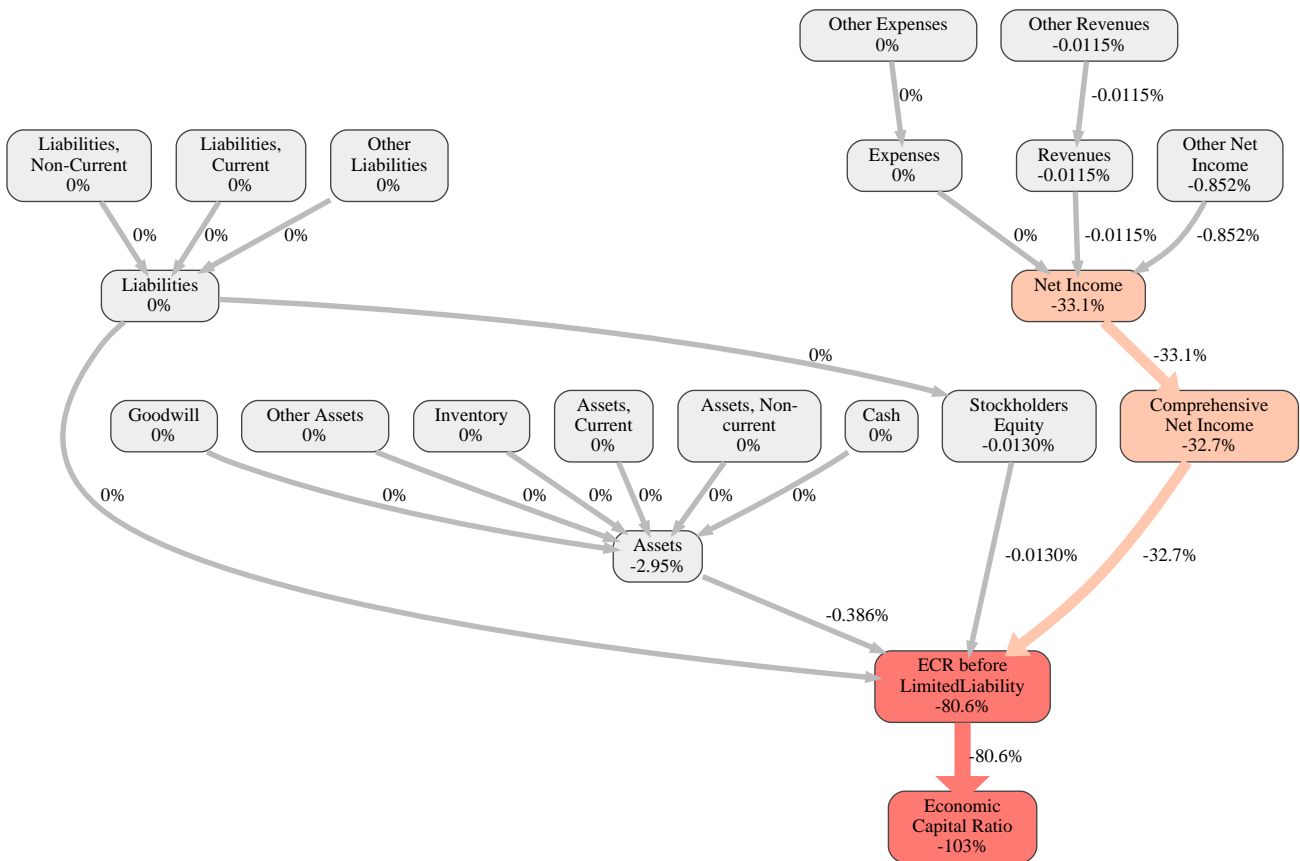 Other Expenses
0%
Other Revenues
-0.0115%
0%
-0.0115%
Liabilities,
Non-Current
0%
Liabilities,
Current
0%
Other
Liabilities
0%
Expenses
0%
Revenues
-0.0115%
Other Net
Income
-0.852%
0%
0%
0%
0%
-0.0115%
-0.852%
Liabilities
0%
Net Income
-33.1%
0%
-33.1%
Goodwill
0%
Other Assets
0%
Inventory
0%
Assets,
Current
0%
Assets, Non-
current
0%
Cash
0%
Stockholders
Equity
-0.0130%
Comprehensive
Net Income
-32.7%
0%
0%
0%
0%
0%
0%
0%
Assets
-2.95%
-0.0130%
-32.7%
-0.386%
ECR before
LimitedLiability
-80.6%
-80.6%
Economic
Capital Ratio
-103%